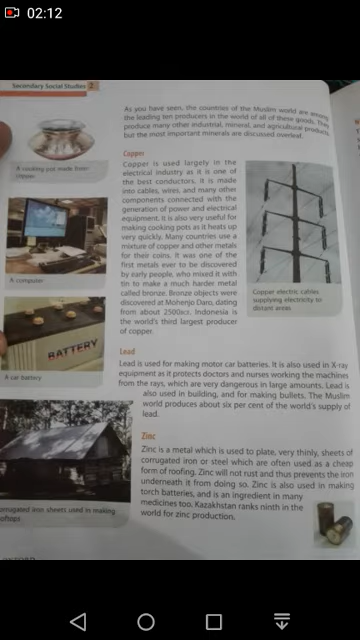 02:12
Secondary Social Studies 2
As you have seen, the countries of the Muslim world are among
the leading ten producers in the world of all of these goods. They
produce many other industrial, mineral, and agricultural products,
but the most important minerals are discussed overleaf.
Copper
Copper is used largely in the
electrical industry as it is one of
the best conductors. It is made
into cables, wires, and many other
components connected with the
generation of power and electrical
equipment. It is also very useful for
making cooking pots as it heats up
very quickly. Many countries use a
mixture of copper and other metals
for their coins. It was one of the
first metals ever to be discovered
by early people, who mixed it with
tin to make a much harder metal
called bronze. Bronze objects were
discovered at Mohenjo Daro, dating
from about 2500BCE. Indonesia is
the world's third largest producer
of copper.
A cooking pot made from
copper
A computer
BATTERY
A car battery
Copper electric cables
supplying electricity to
distant areas
Lead
Lead is used for making motor car batteries. It is also used in X-ray
equipment as it protects doctors and nurses working the machines
from the rays, which are very dangerous in large amounts. Lead is
also used in building, and for making bullets. The Muslim
world produces about six per cent of the world's supply of
lead.
Zinc
Zinc is a metal which is used to plate, very thinly, sheets of
corrugated iron or steel which are often used as a cheap
form of roofing. Zinc will not rust and thus prevents the iron
underneath it from doing so. Zinc is also used in making
torch batteries, and is an ingredient in many
medicines too. Kazakhstan ranks ninth in the
world for zinc production.
orrugated iron sheets used in making
oftops